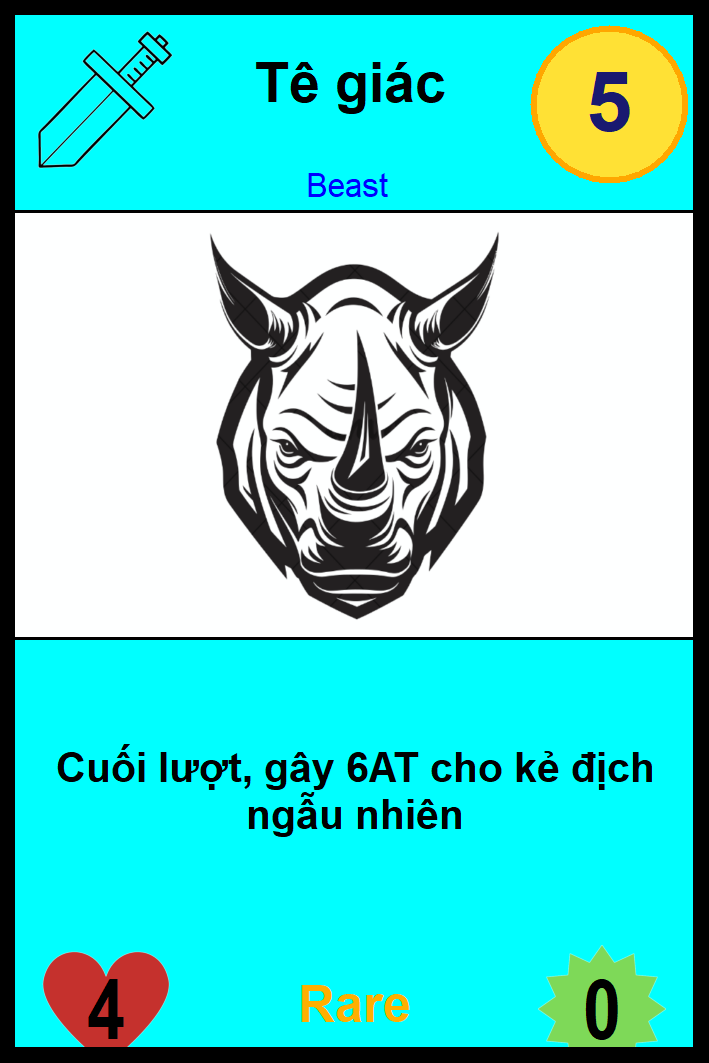 Tê giác
5
Beast
Cuối lượt, gây 6AT cho kẻ địch
ngẫu nhiên
4
Rare
0